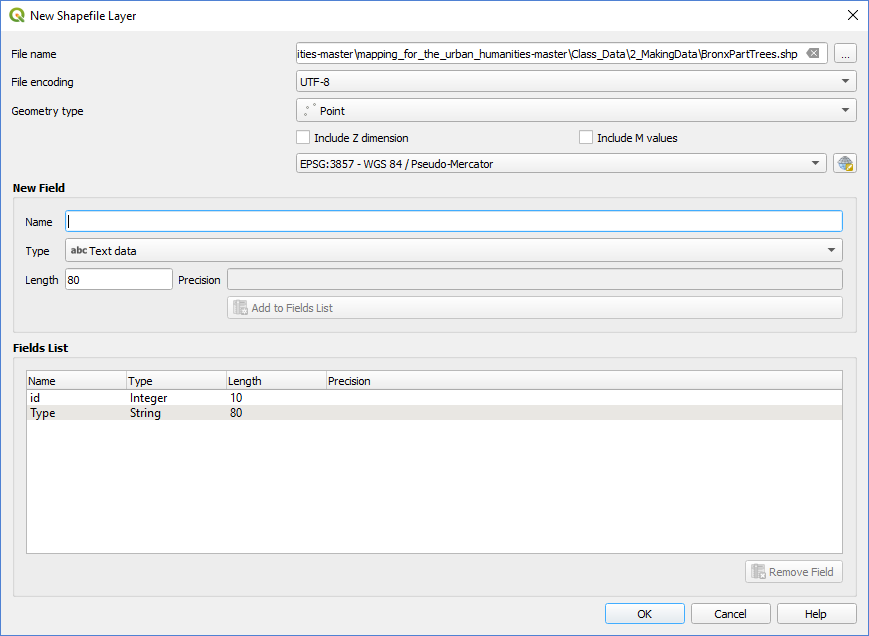 New Shapefile Layer
File name
ities-master\mapping_for_the_urban_humanities-master\Class_Data\2_MakingData\BronxPartTrees.shp
...
File encoding
UTF-8
Geometry type
Point
Include Z dimension
Include M values
EPSG:3857 - WGS 84 / Pseudo-Mercator
New Field
Name
Type
abc Text data
Length
80
Precision
Add to Fields List
Fields List
Name Type Length Precision
id Integer 10
Type String 80
Remove Field
OK
Cancel
Help